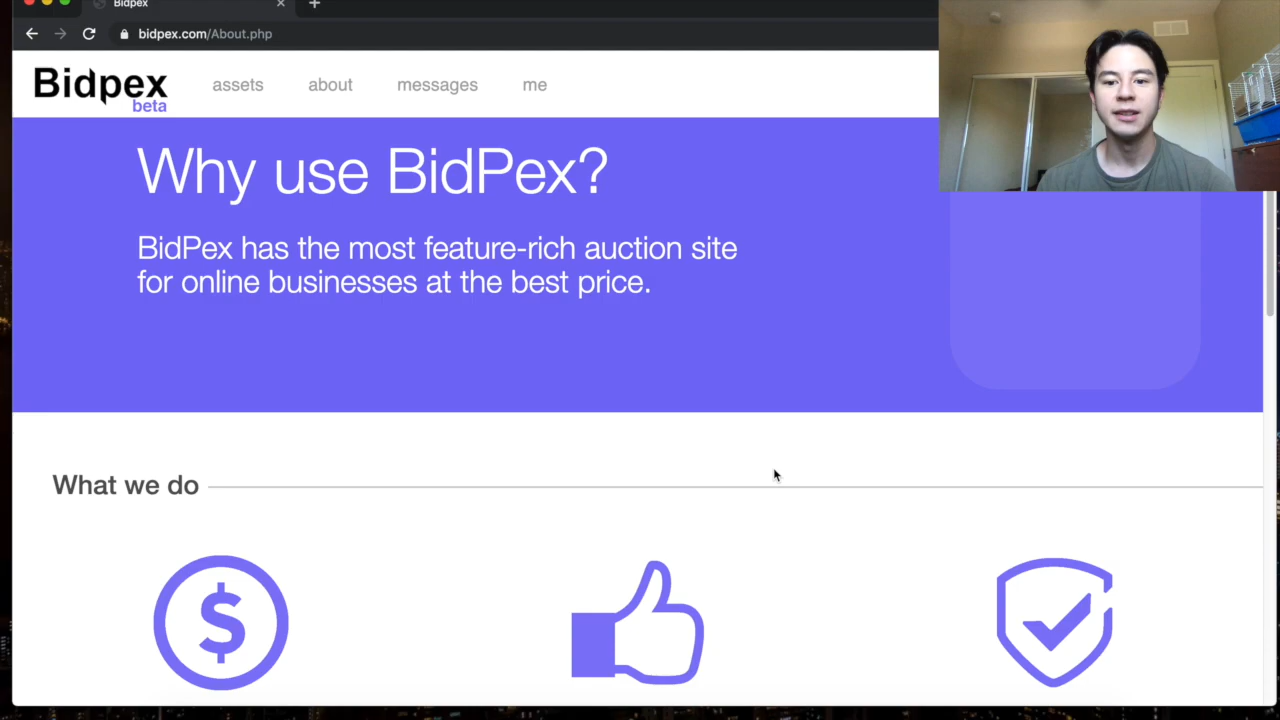 Bidpex
bidpex.com/About.php
Bidpex
beta
assets
about
messages
me
Why use BidPex?
BidPex has the most feature-rich auction site
for online businesses at the best price.
What we do
$